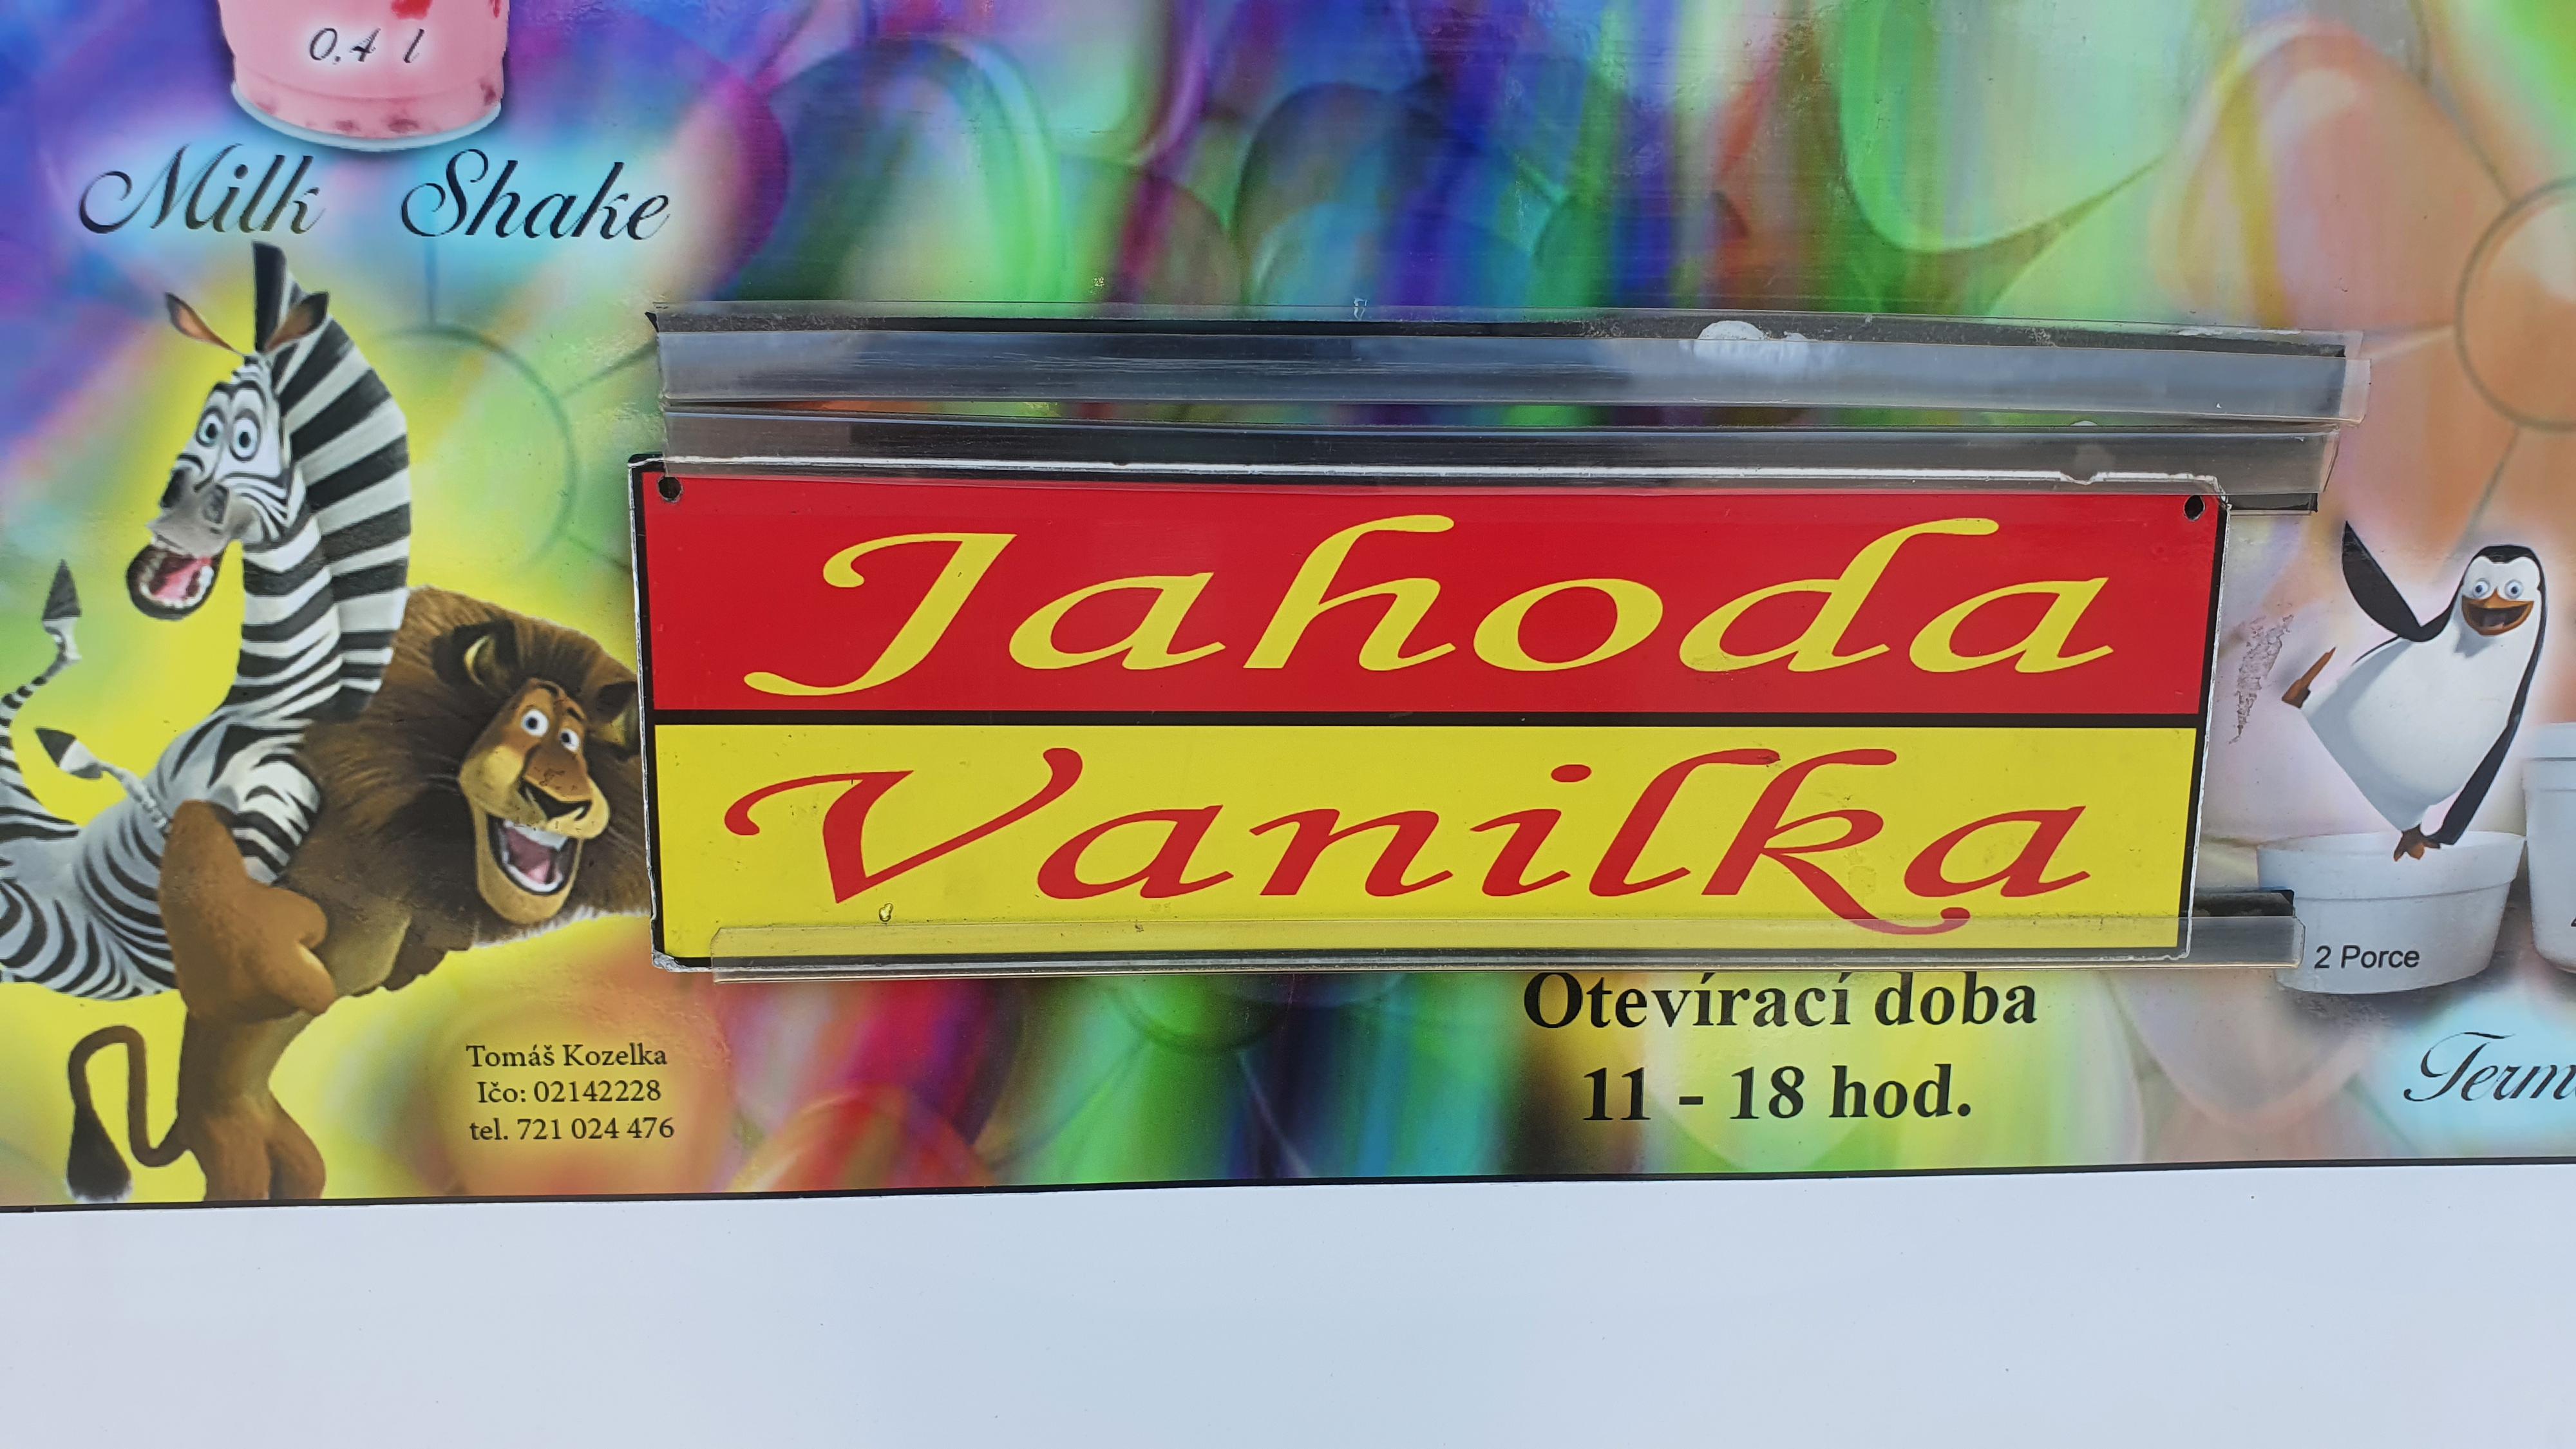 0,4 l
Milk Shake
Jahoda
Vanilka
2 Porce
Otevírací doba
11 - 18 hod.
Tomáš Kozelka
Ičo: 02142228
tel. 721 024 476